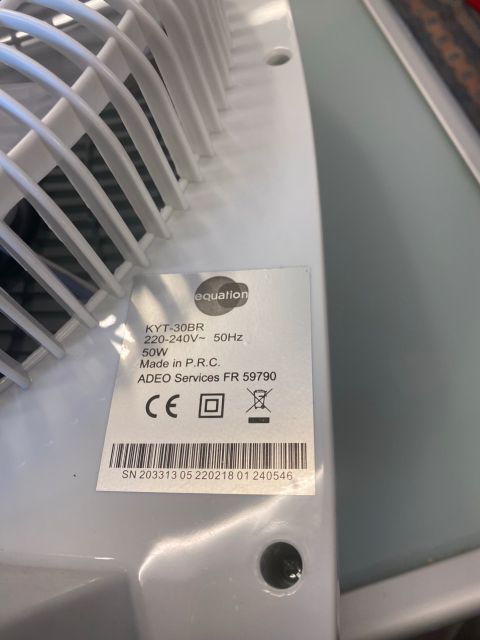 equation
KYT-30BR
220-240V~ 50Hz
50W
Made in P.R.C.
ADEO Services FR 59790
CE
SN 203313 05 220218 01 240546